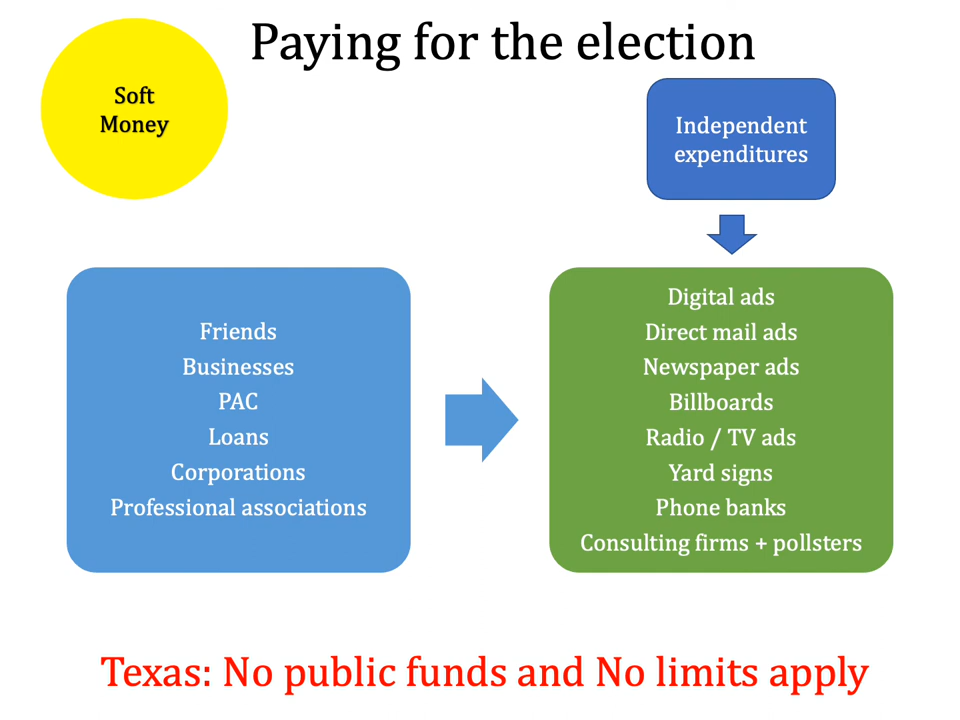 Paying for the election
Soft
Money
Independent
expenditures
Friends
Businesses
PAC
Loans
Corporations
Professional associations
Digital ads
Direct mail ads
Newspaper ads
Billboards
Radio / TV ads
Yard signs
Phone banks
Consulting firms + pollsters
Texas: No public funds and No limits apply